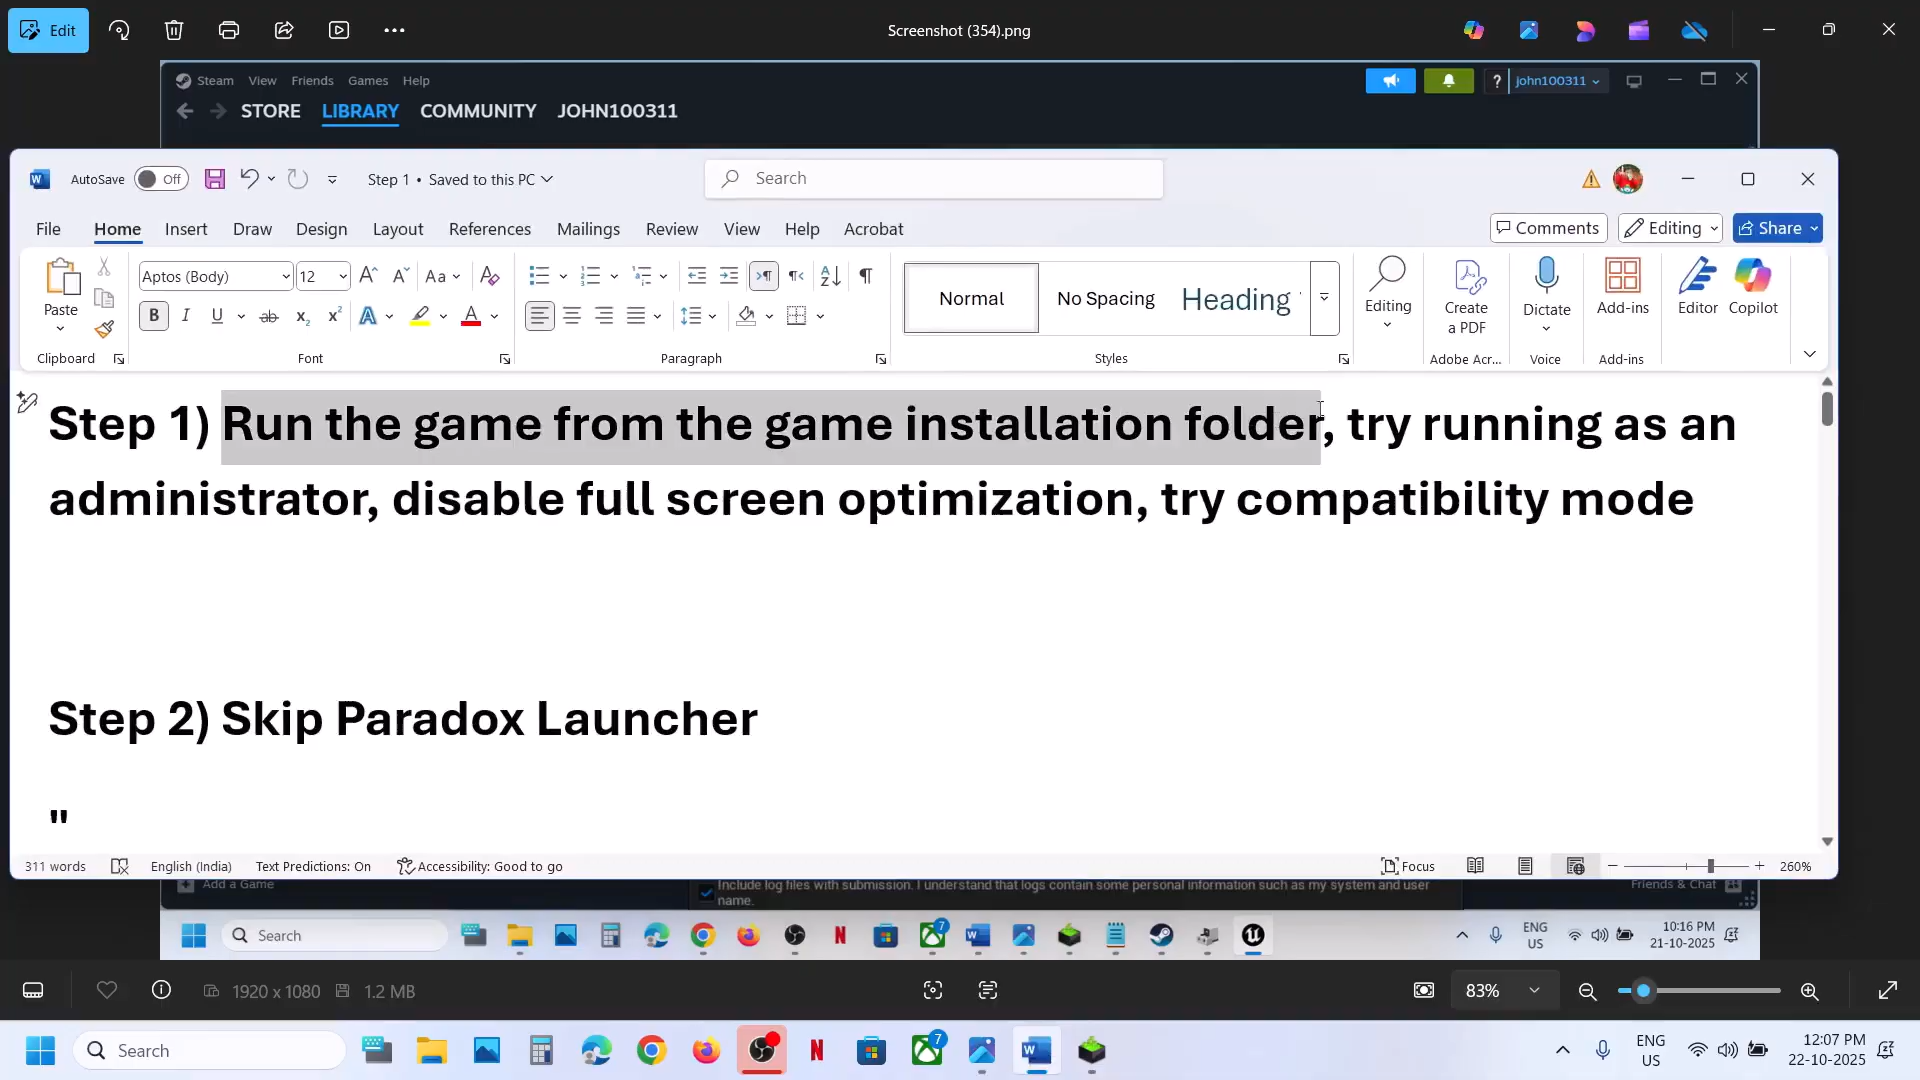 Edit
Screenshot (354).png
Steam View Friends Games Help
? john100311
STORE LIBRARY COMMUNITY JOHN100311
AutoSave Off Step 1 • Saved to this PC Search
File Home Insert Draw Design Layout References Mailings Review View Help Acrobat Comments Editing Share
Paste Aptos (Body) 12 Normal No Spacing Heading Editing Create a PDF Dictate Add-ins Editor Copilot
Clipboard Font Paragraph Styles Adobe Acr... Voice Add-ins
Step 1) Run the game from the game installation folder, try running as an
administrator, disable full screen optimization, try compatibility mode
Step 2) Skip Paradox Launcher
"
311 words English (India) Text Predictions: On Accessibility: Good to go Focus 260%
Add a Game Include log files with submission. I understand that logs contain some personal information such as my system and user Friends & Chat
name.
Search 7 ENG US 10:16 PM 21-10-2025
1920 x 1080 1.2 MB 83%
Search 7 ENG US 12:07 PM 22-10-2025